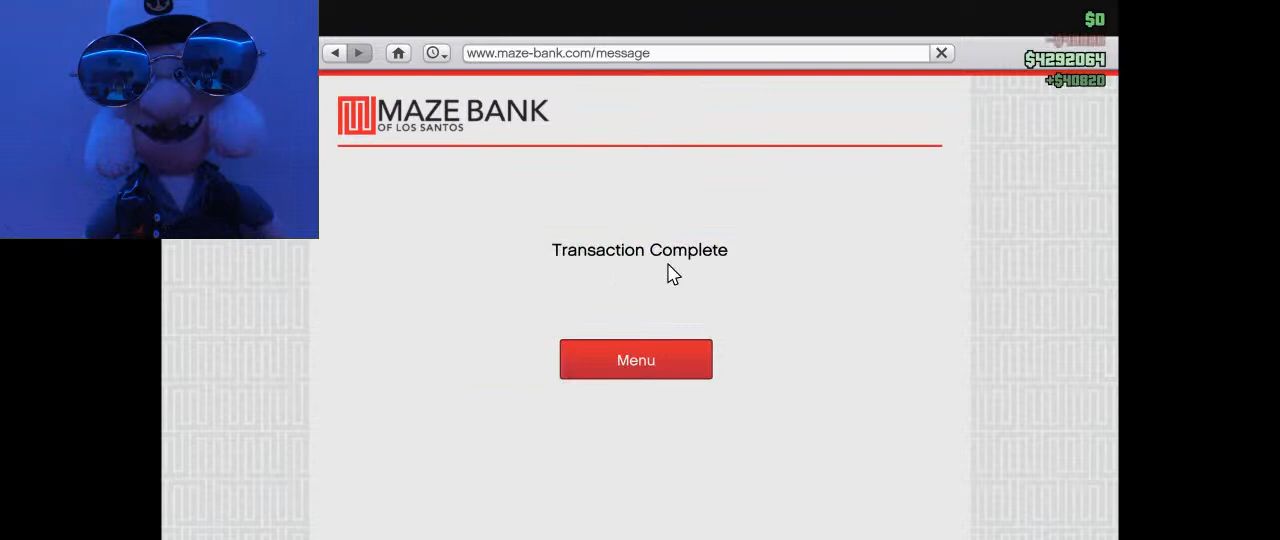 $0
www.maze-bank.com/message
$4292064
+$40820
MAZE BANK
OF LOS SANTOS
Transaction Complete
Menu